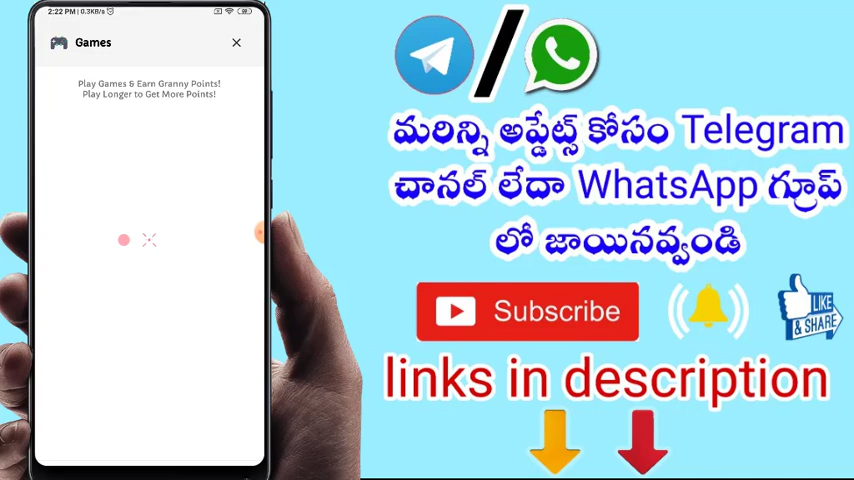 2:22 PM | 0.3KB/s
Games
Play Games & Earn Granny Points!
Play Longer to Get More Points!
మరిన్ని అప్డేట్స్ కోసం Telegram
చానల్ లేదా WhatsApp గ్రూప్
లో జాయినవ్వండి
Subscribe
LIKE
& SHARE
links in description